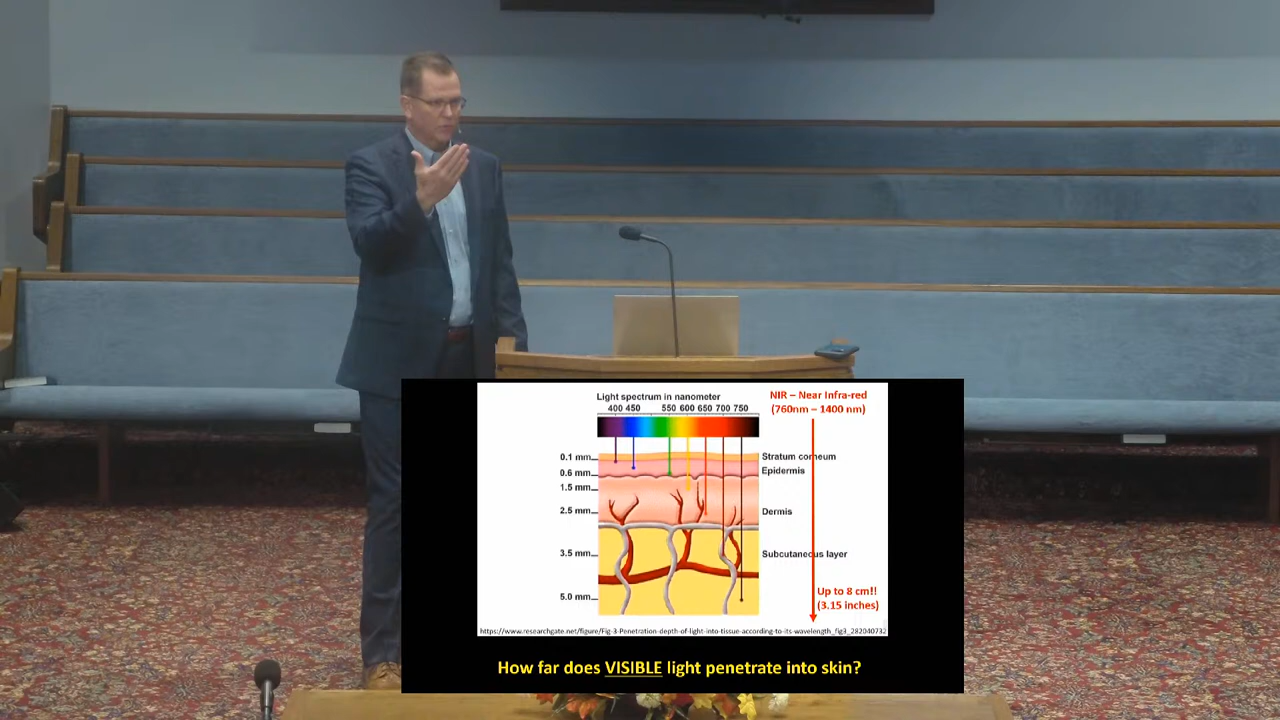 Light spectrum in nanometer
400 450 550 600 650 700 750
NIR – Near Infra-red
(760nm – 1400 nm)
0.1 mm
Stratum corneum
0.6 mm
Epidermis
1.5 mm
2.5 mm
Dermis
3.5 mm
Subcutaneous layer
5.0 mm
Up to 8 cm!!
(3.15 inches)
https://www.researchgate.net/figure/Fig-3-Penetration-depth-of-light-into-tissue-according-to-its-wavelength_fig3_282040732
How far does VISIBLE light penetrate into skin?